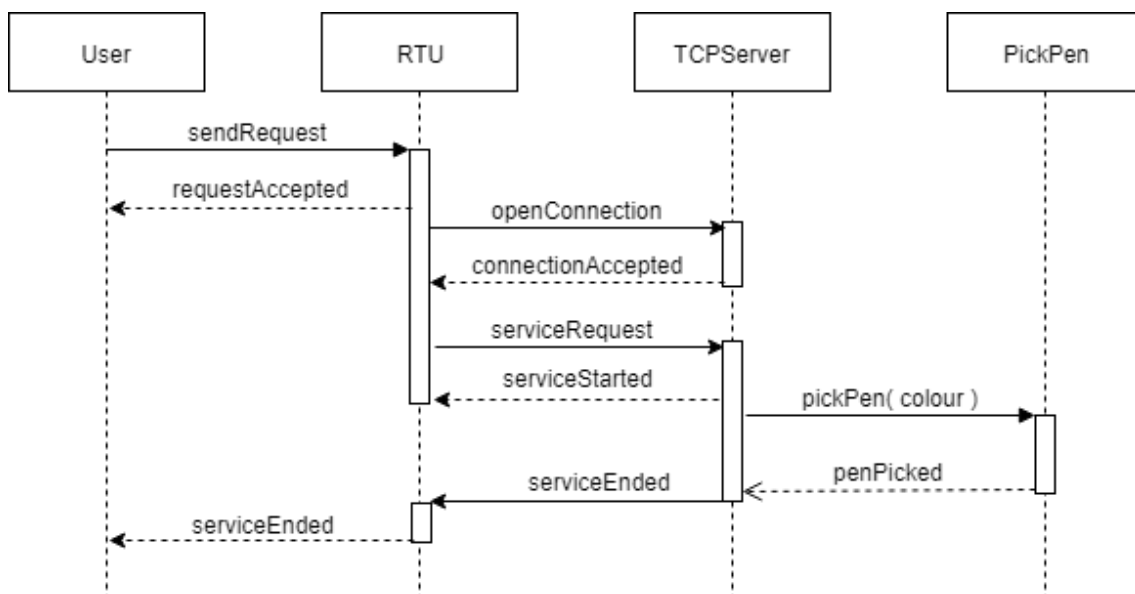 User
RTU
TCPServer
PickPen
sendRequest
requestAccepted
openConnection
connectionAccepted
serviceRequest
serviceStarted
pickPen( colour )
penPicked
serviceEnded
serviceEnded